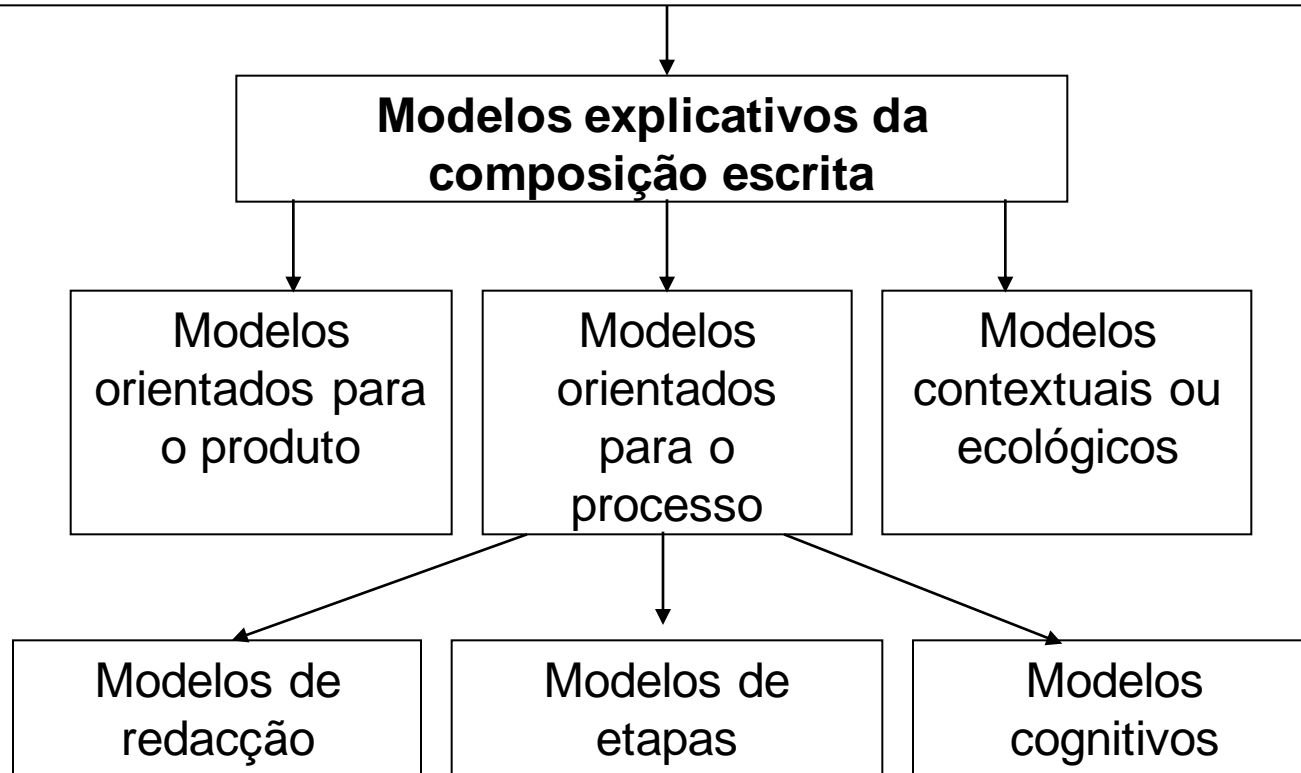 Modelos explicativos da
composição escrita
Modelos
orientados para
o produto
Modelos
orientados
para o
processo
Modelos
contextuais ou
ecológicos
Modelos de
redacção
Modelos de
etapas
Modelos
cognitivos